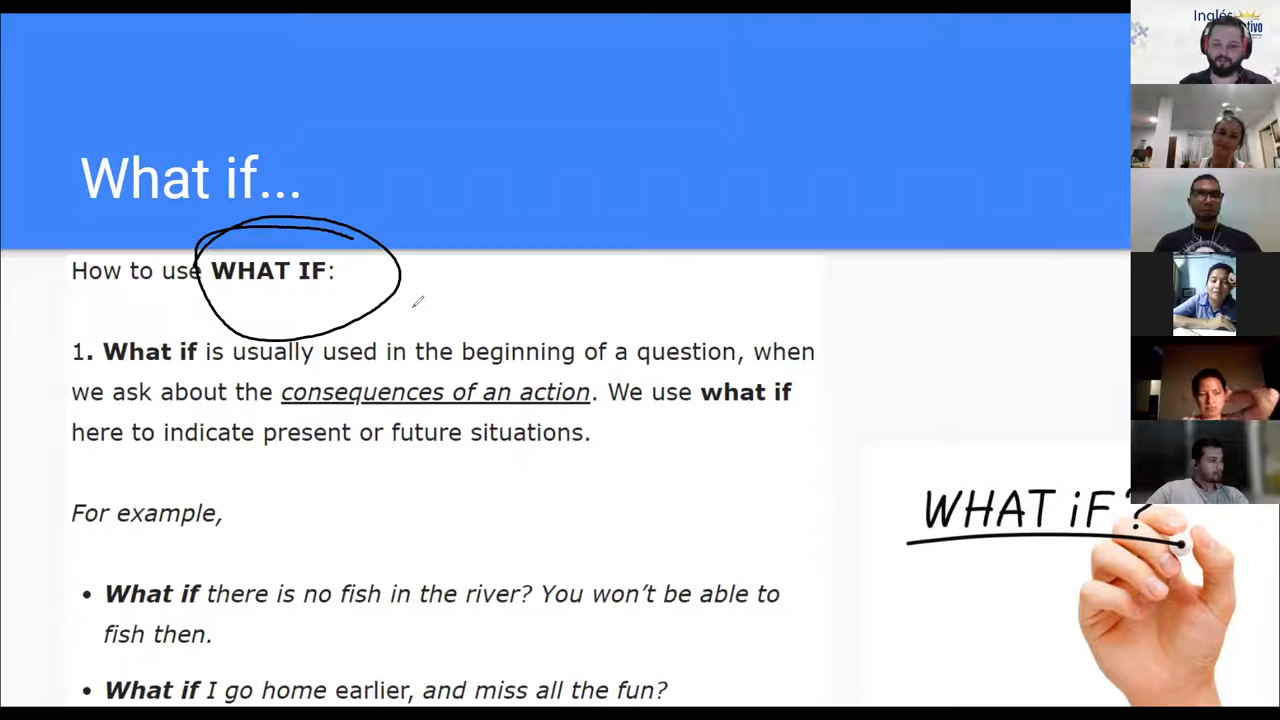 Inglés
tivo
What if...
How to use WHAT IF:
1. What if is usually used in the beginning of a question, when
we ask about the consequences of an action. We use what if
here to indicate present or future situations.
For example,
WHAT iF?
• What if there is no fish in the river? You won't be able to
fish then.
• What if I go home earlier, and miss all the fun?